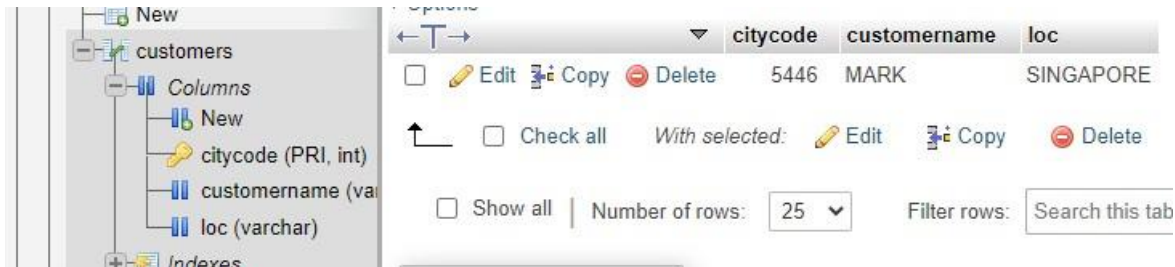 New
customers
Columns
New
citycode (PRI, int)
customername (va
loc (varchar)
Indexes
Options
citycode customername loc
Edit Copy Delete 5446 MARK SINGAPORE
Check all With selected: Edit Copy Delete
Show all Number of rows: 25 Filter rows: Search this tab